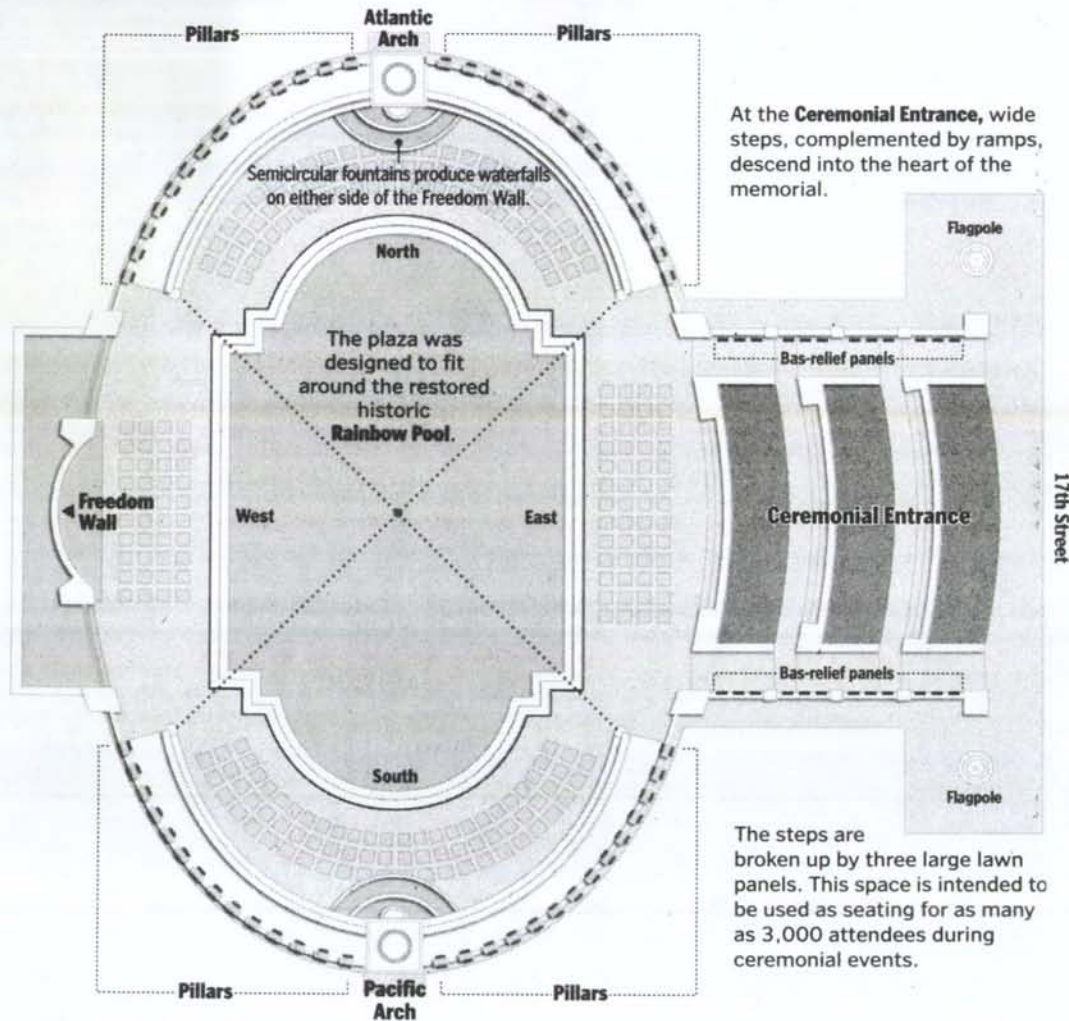 Atlantic
Arch
Pillars
Pillars
At the Ceremonial Entrance, wide
steps, complemented by ramps,
descend into the heart of the
memorial.
Semicircular fountains produce waterfalls
on either side of the Freedom Wall.
Flagpole
North
The plaza was
designed to fit
around the restored
historic
Rainbow Pool.
Bas-relief panels
Freedom
Wall
West
East
Ceremonial Entrance
17th Street
Bas-relief panels
South
Flagpole
The steps are
broken up by three large lawn
panels. This space is intended to
be used as seating for as many
as 3,000 attendees during
ceremonial events.
Pillars
Pacific
Arch
Pillars